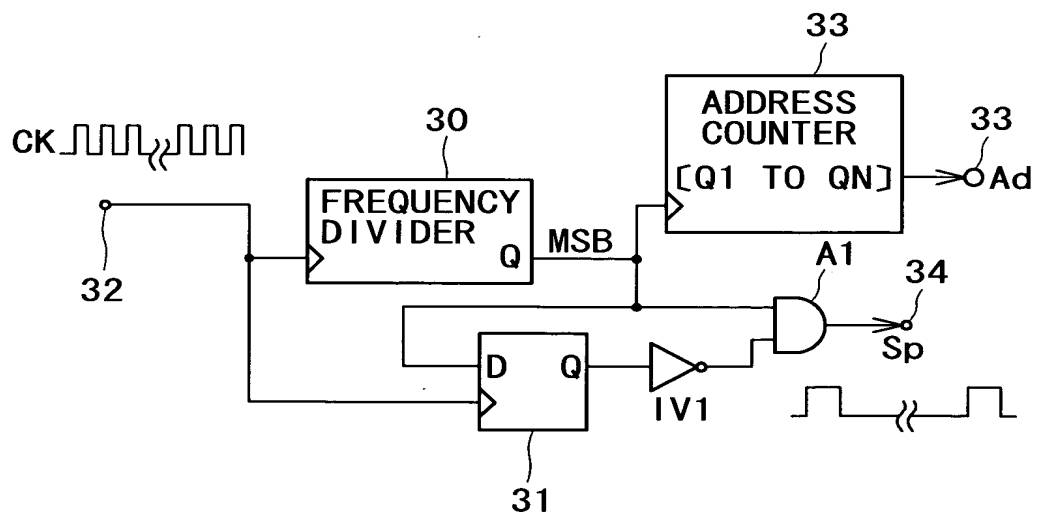 33
ADDRESS
COUNTER
[Q1 TO QN]
33
Ad
CK
30
FREQUENCY
DIVIDER
Q
MSB
32
A1
34
Sp
D
Q
IV1
31